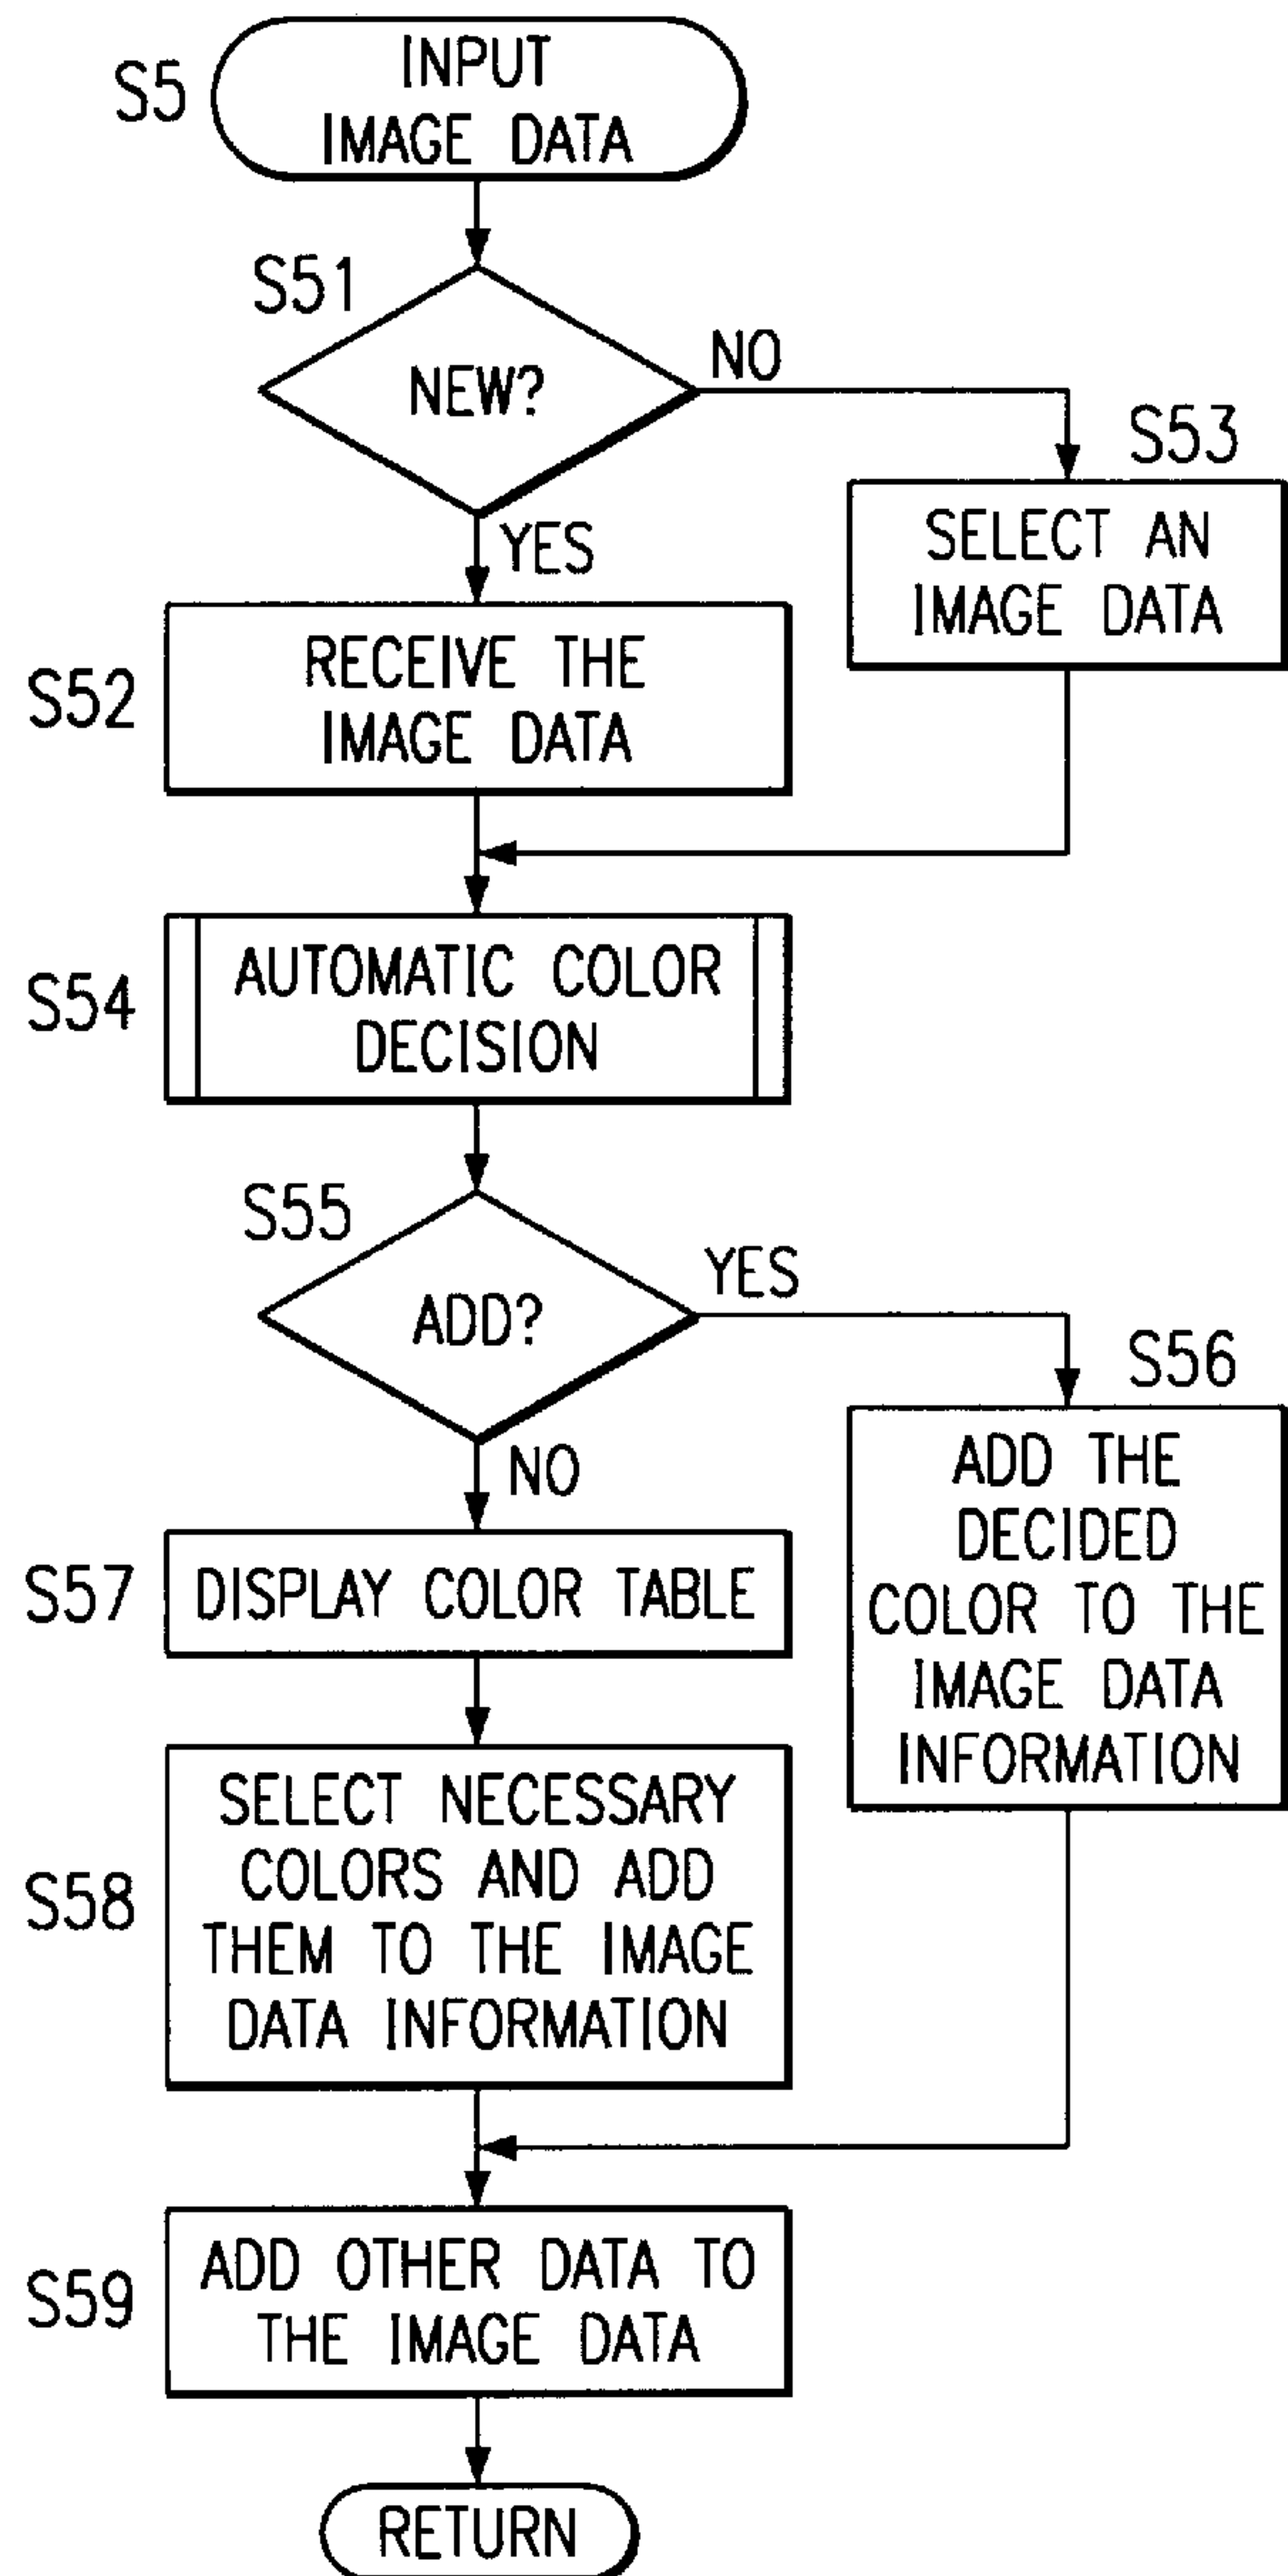 S5
INPUT
IMAGE DATA
S51
NEW?
NO
YES
S53
SELECT AN
IMAGE DATA
S52
RECEIVE THE
IMAGE DATA
S54
AUTOMATIC COLOR
DECISION
S55
ADD?
YES
NO
S56
ADD THE
DECIDED
COLOR TO THE
IMAGE DATA
INFORMATION
S57
DISPLAY COLOR TABLE
S58
SELECT NECESSARY
COLORS AND ADD
THEM TO THE IMAGE
DATA INFORMATION
S59
ADD OTHER DATA TO
THE IMAGE DATA
RETURN